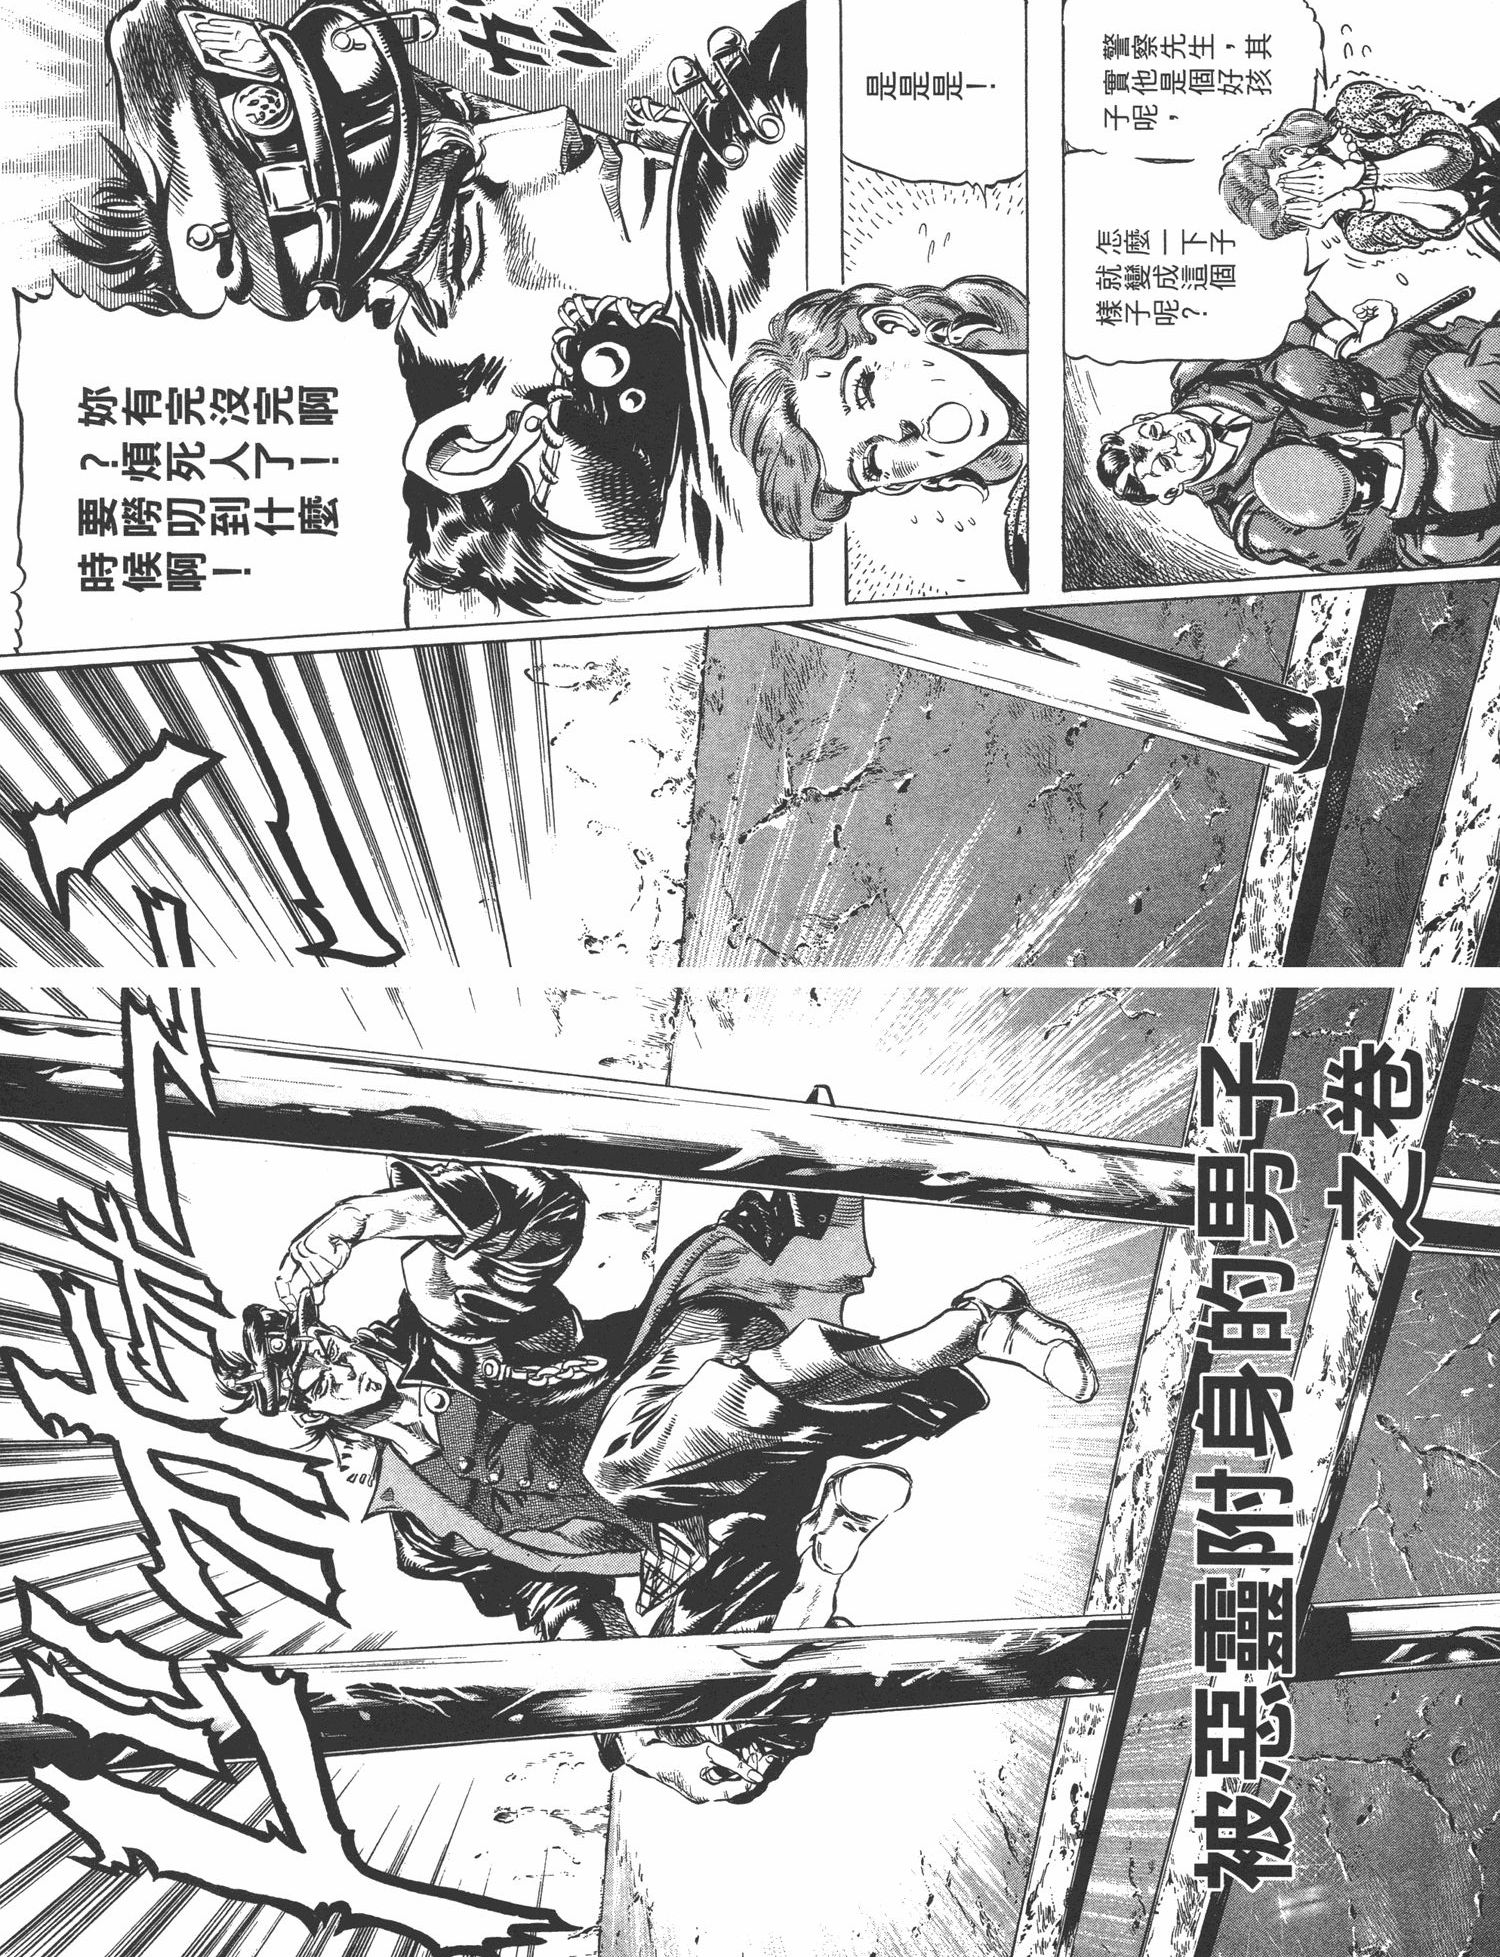 妳有完沒完啊
？煩死人了！
要嘮叨到什麼
時候啊！
是是是！
警察先生，其
實他是個好孩
子呢，
怎麼一下子
就變成這個
樣子呢？
被惡靈附身的男子
之卷